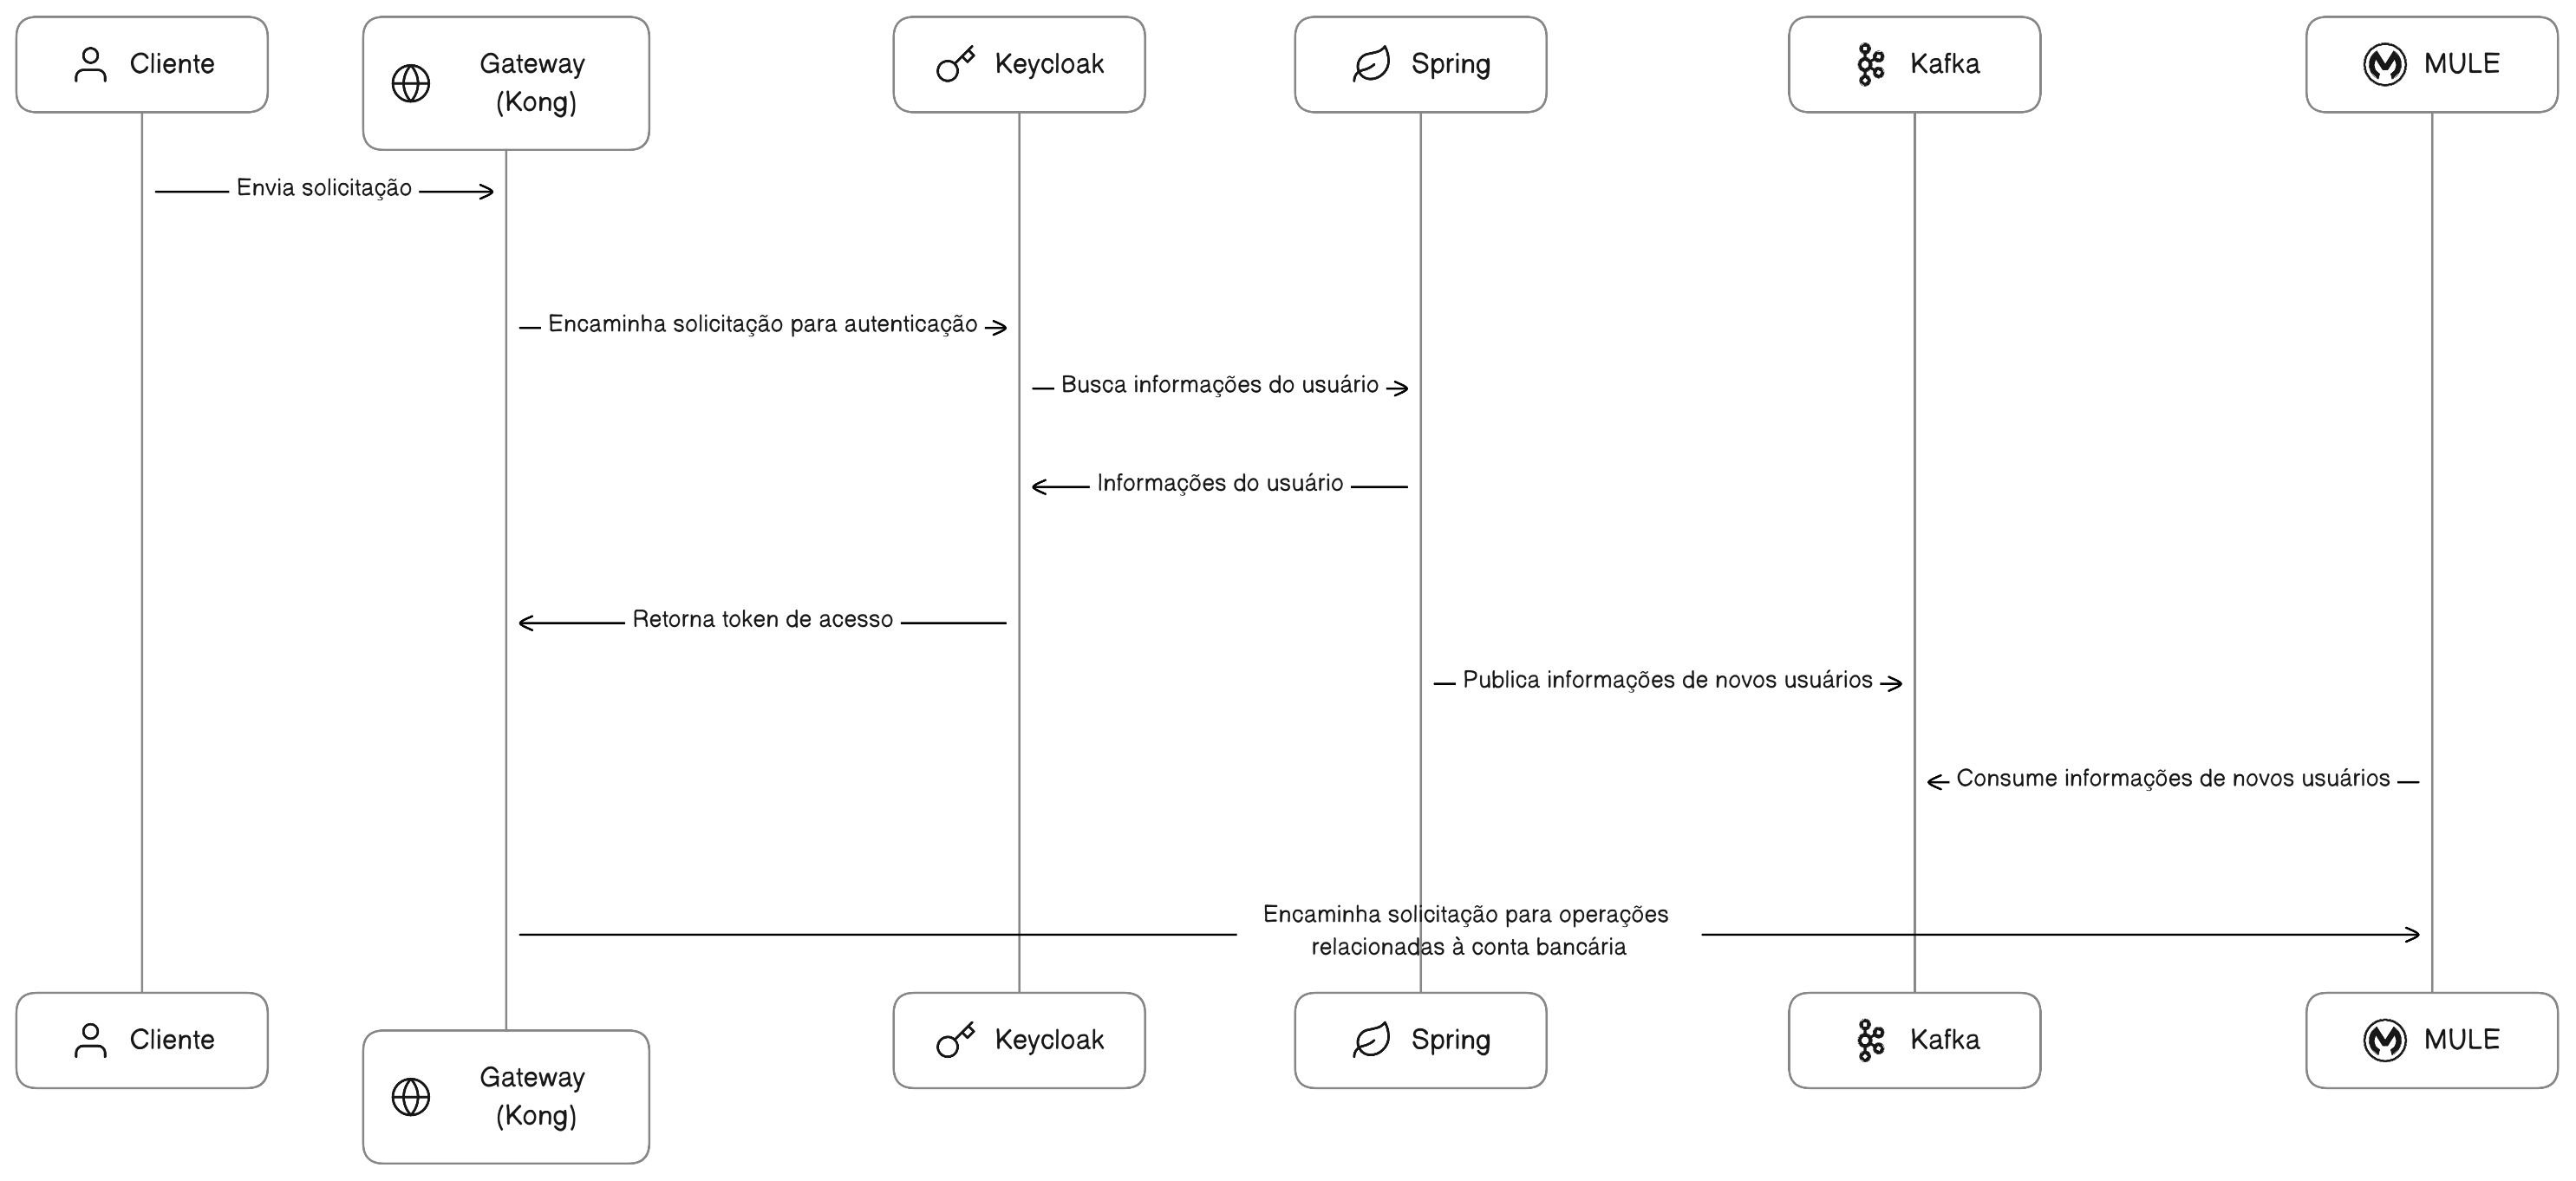 Cliente
Gateway
(Kong)
Keycloak
Spring
Kafka
MULE
Envia solicitação
Encaminha solicitação para autenticação
Busca informações do usuário
Informações do usuário
Retorna token de acesso
Publica informações de novos usuários
Consume informações de novos usuários
Encaminha solicitação para operações
relacionadas à conta bancária
Cliente
Gateway
(Kong)
Keycloak
Spring
Kafka
MULE